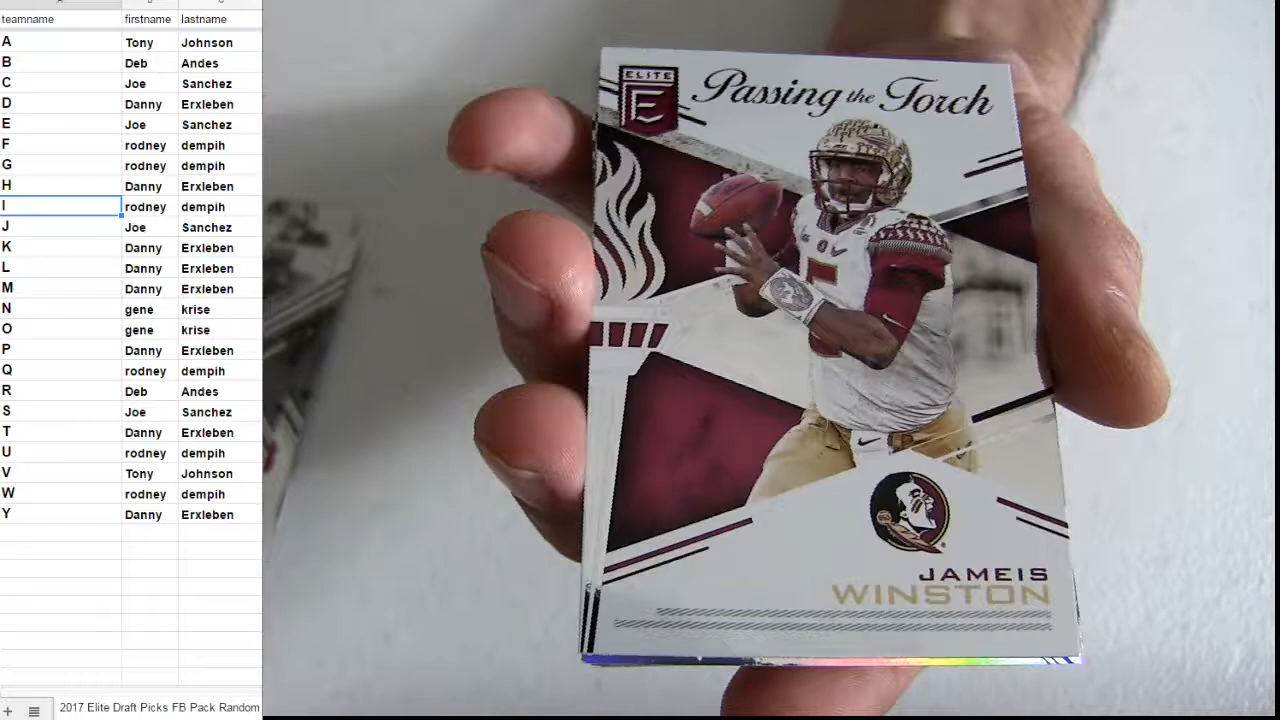 teamname firstname lastname
A Tony Johnson
B Deb Andes
C Joe Sanchez
D Danny Erxleben
E Joe Sanchez
F rodney dempih
G rodney dempih
H Danny Erxleben
I rodney dempih
J Joe Sanchez
K Danny Erxleben
L Danny Erxleben
M Danny Erxleben
N gene krise
O gene krise
P Danny Erxleben
Q rodney dempih
R Deb Andes
S Joe Sanchez
T Danny Erxleben
U rodney dempih
V Tony Johnson
W rodney dempih
Y Danny Erxleben
2017 Elite Draft Picks FB Pack Random
ELITE
E
Passing the Torch
5
JAMEIS
WINSTON